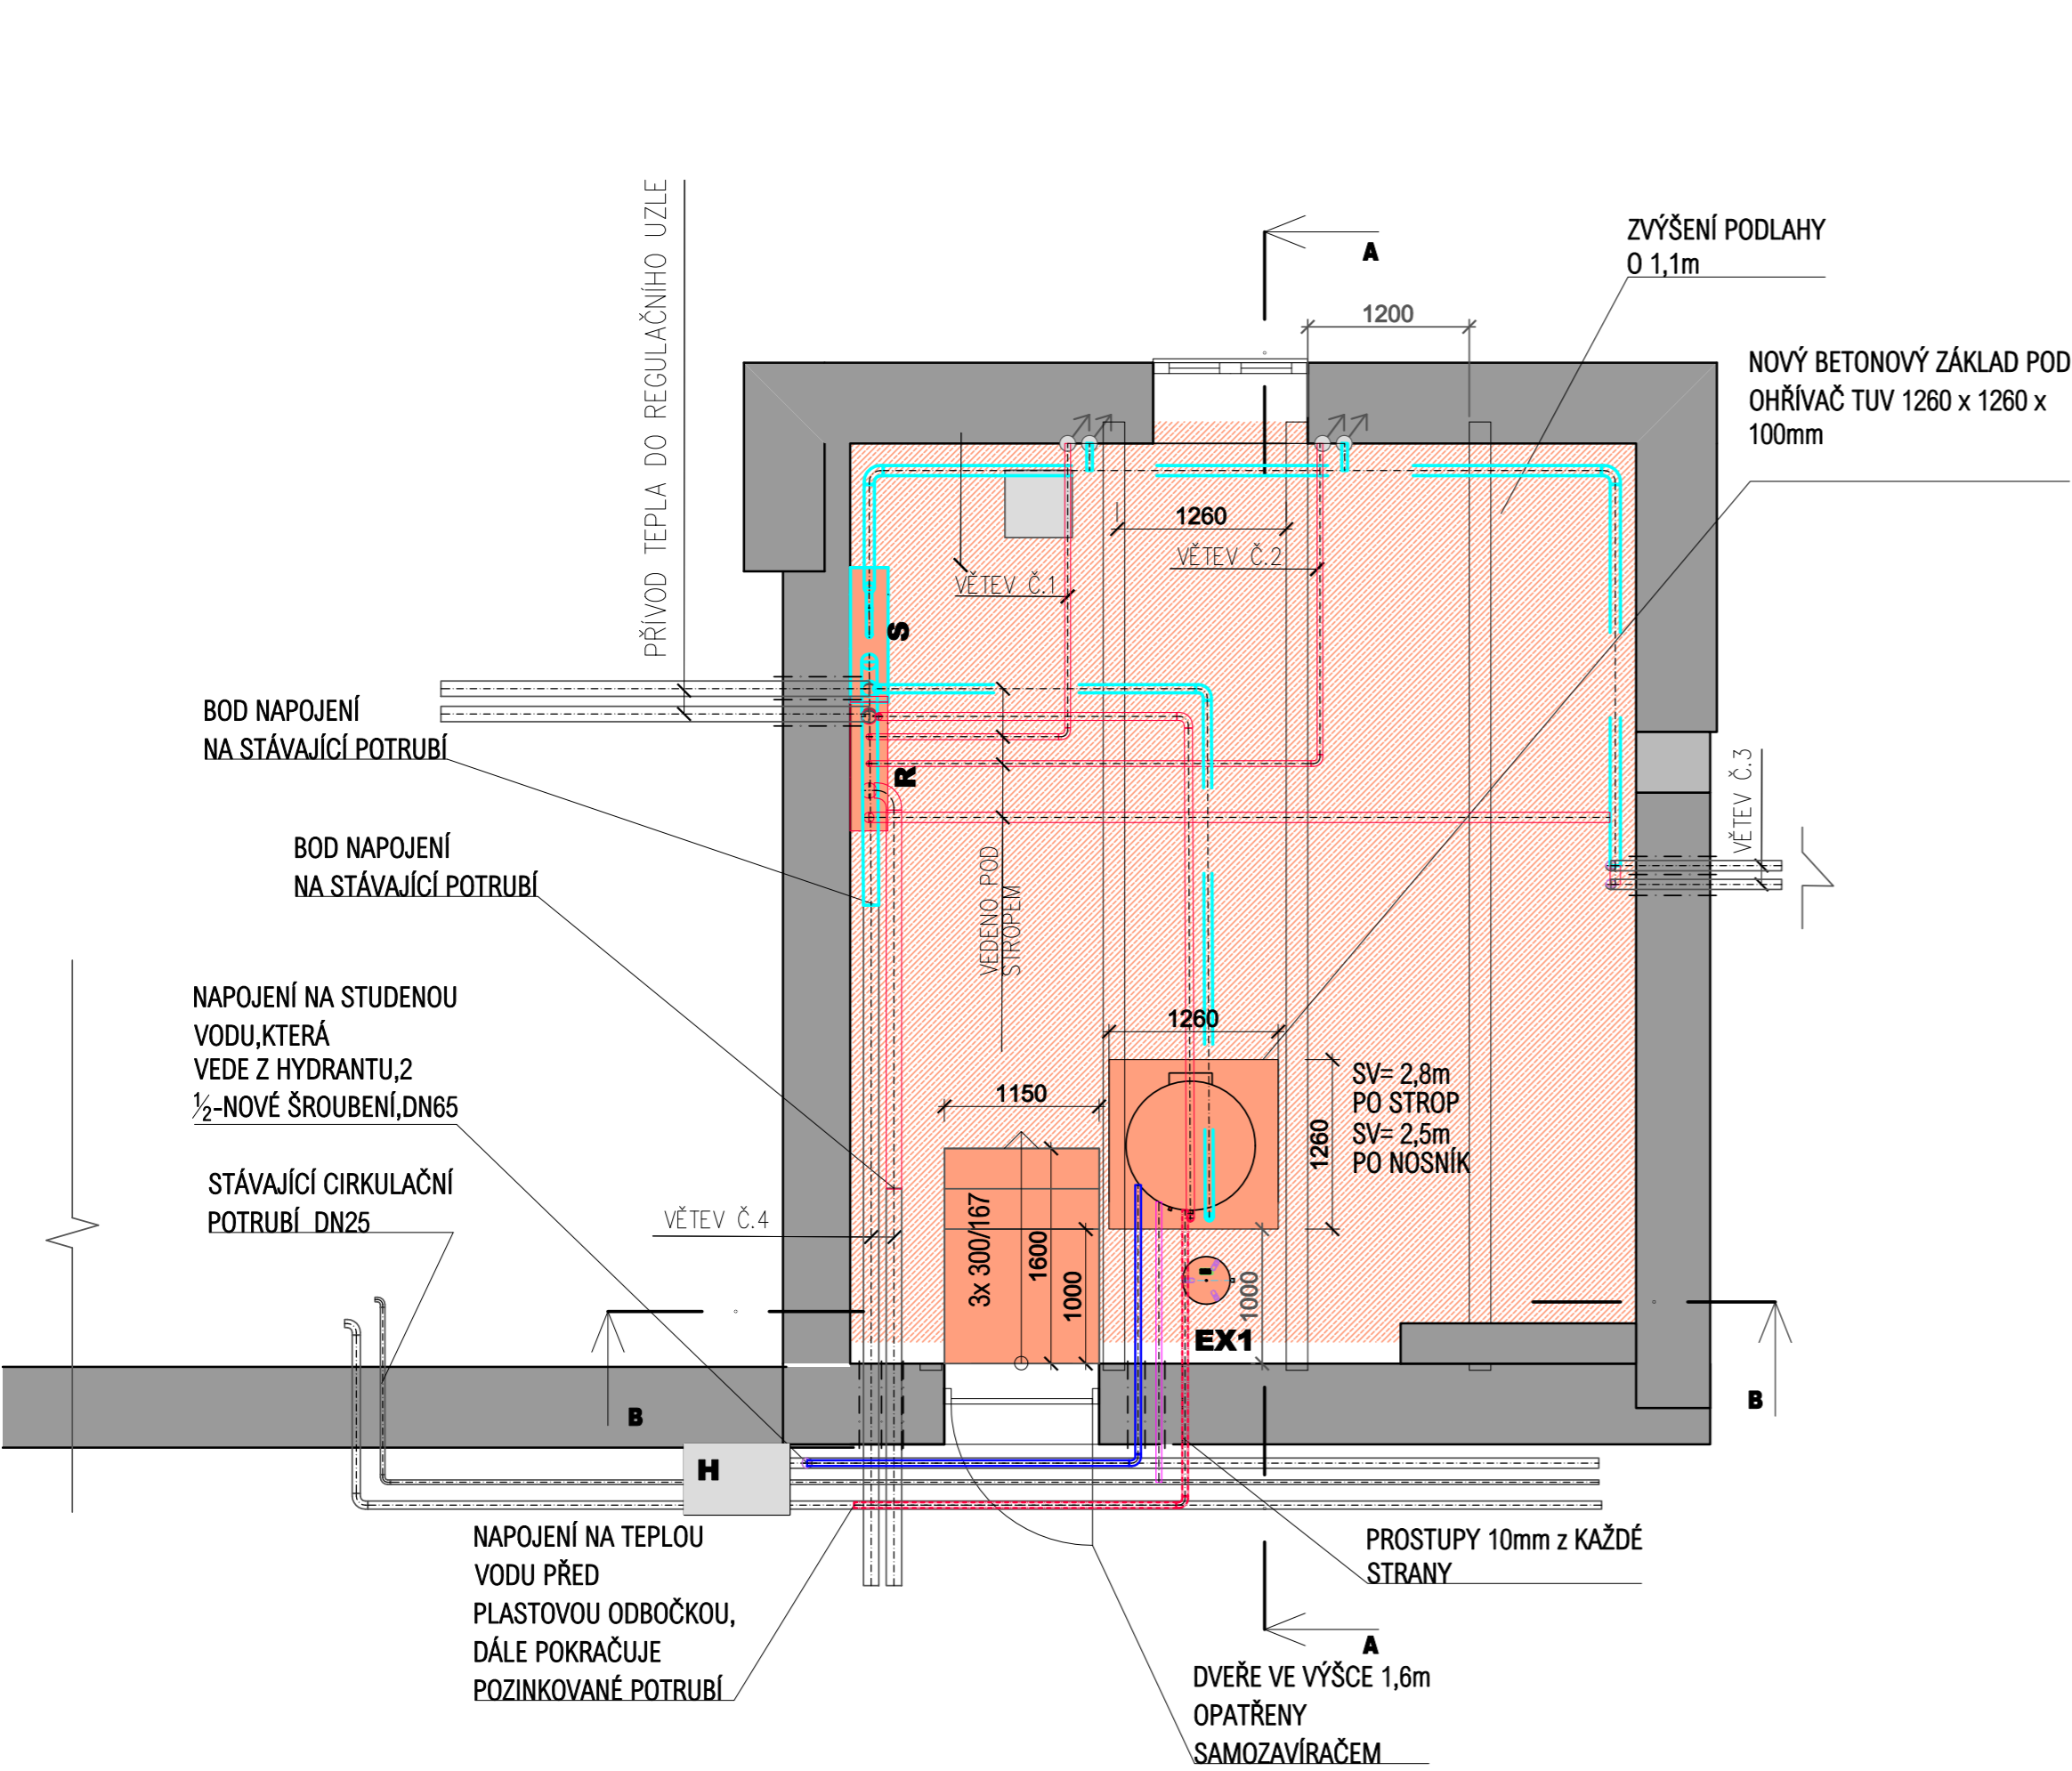 PŘÍVOD TEPLA DO REGULAČNÍHO UZLE
A
ZVÝŠENÍ PODLAHY
O 1,1m
1200
NOVÝ BETONOVÝ ZÁKLAD POD
OHŘÍVAČ TUV 1260 x 1260 x
100mm
1260
VĚTEV Č.2
VĚTEV Č.1
S
BOD NAPOJENÍ
NA STÁVAJÍCÍ POTRUBÍ
R
VĚTEV Č.3
BOD NAPOJENÍ
NA STÁVAJÍCÍ POTRUBÍ
VEDENO POD
STROPEM
NAPOJENÍ NA STUDENOU
VODU,KTERÁ
VEDE Z HYDRANTU,2
½-NOVÉ ŠROUBENÍ,DN65
1260
1150
1260
SV= 2,8m
PO STROP
SV= 2,5m
PO NOSNÍK
STÁVAJÍCÍ CIRKULAČNÍ
POTRUBÍ DN25
VĚTEV Č.4
3x 300/167
1600
1000
1000
EX1
B
B
H
NAPOJENÍ NA TEPLOU
VODU PŘED
PLASTOVOU ODBOČKOU,
DÁLE POKRAČUJE
POZINKOVANÉ POTRUBÍ
PROSTUPY 10mm z KAŽDÉ
STRANY
A
DVEŘE VE VÝŠCE 1,6m
OPATŘENY
SAMOZAVÍRAČEM